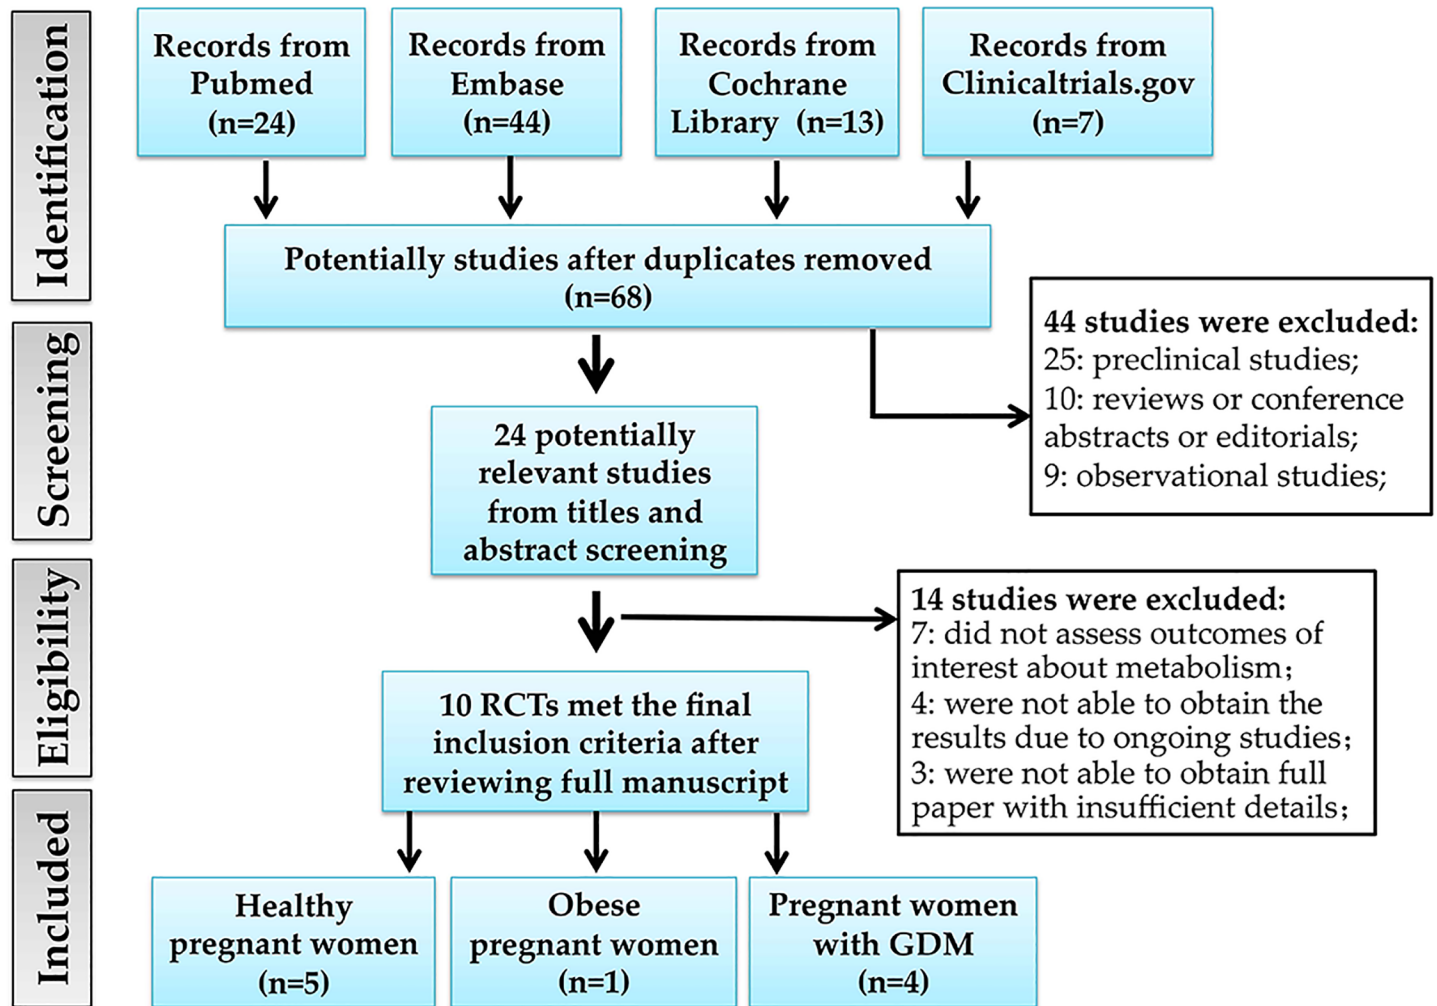 Identification
Records from
Pubmed
(n=24)
Records from
Embase
(n=44)
Records from
Cochrane
Library (n=13)
Records from
Clinicaltrials.gov
(n=7)
Potentially studies after duplicates removed
(n=68)
Screening
44 studies were excluded:
25: preclinical studies;
10: reviews or conference
abstracts or editorials;
9: observational studies;
24 potentially
relevant studies
from titles and
abstract screening
Eligibility
14 studies were excluded:
7: did not assess outcomes of
interest about metabolism;
4: were not able to obtain the
results due to ongoing studies;
3: were not able to obtain full
paper with insufficient details;
10 RCTs met the final
inclusion criteria after
reviewing full manuscript
Included
Healthy
pregnant women
(n=5)
Obese
pregnant women
(n=1)
Pregnant women
with GDM
(n=4)